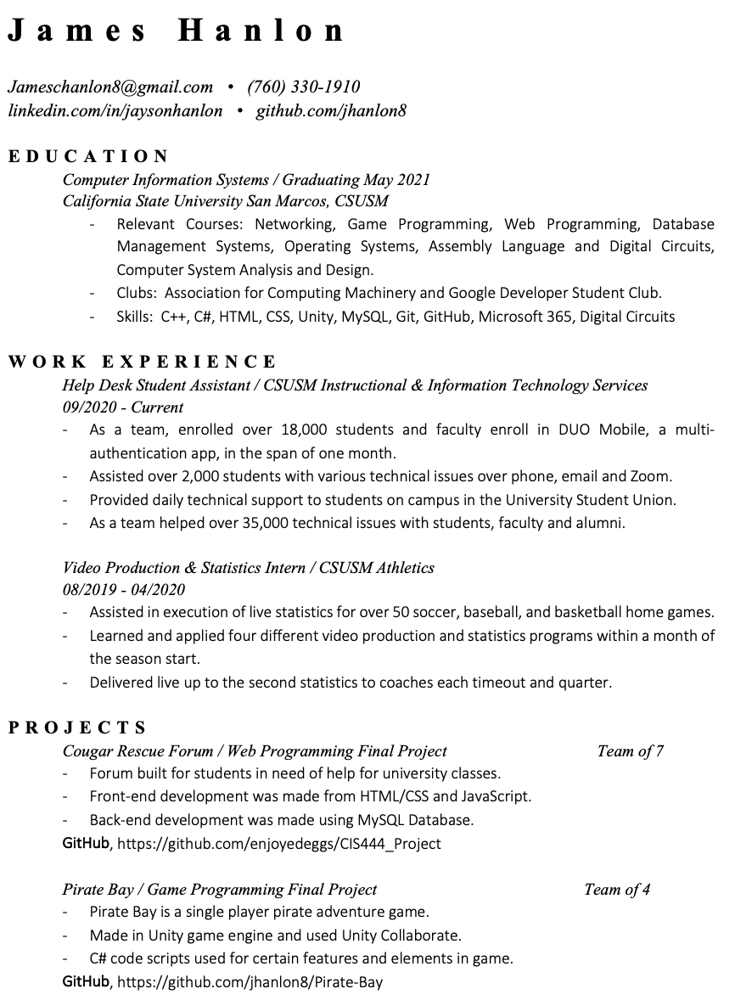 James Hanlon
Jameschanlon8@gmail.com • (760) 330-1910
linkedin.com/in/jaysonhanlon • github.com/jhanlon8
EDUCATION
Computer Information Systems / Graduating May 2021
California State University San Marcos, CSUSM
- Relevant Courses: Networking, Game Programming, Web Programming, Database
Management Systems, Operating Systems, Assembly Language and Digital Circuits,
Computer System Analysis and Design.
- Clubs: Association for Computing Machinery and Google Developer Student Club.
- Skills: C++, C#, HTML, CSS, Unity, MySQL, Git, GitHub, Microsoft 365, Digital Circuits
WORK EXPERIENCE
Help Desk Student Assistant / CSUSM Instructional & Information Technology Services
09/2020 - Current
- As a team, enrolled over 18,000 students and faculty enroll in DUO Mobile, a multi-
authentication app, in the span of one month.
- Assisted over 2,000 students with various technical issues over phone, email and Zoom.
- Provided daily technical support to students on campus in the University Student Union.
- As a team helped over 35,000 technical issues with students, faculty and alumni.
Video Production & Statistics Intern / CSUSM Athletics
08/2019 - 04/2020
- Assisted in execution of live statistics for over 50 soccer, baseball, and basketball home games.
- Learned and applied four different video production and statistics programs within a month of
the season start.
- Delivered live up to the second statistics to coaches each timeout and quarter.
PROJECTS
Cougar Rescue Forum / Web Programming Final Project Team of 7
- Forum built for students in need of help for university classes.
- Front-end development was made from HTML/CSS and JavaScript.
- Back-end development was made using MySQL Database.
GitHub, https://github.com/enjoyedeggs/CIS444_Project
Pirate Bay / Game Programming Final Project Team of 4
- Pirate Bay is a single player pirate adventure game.
- Made in Unity game engine and used Unity Collaborate.
- C# code scripts used for certain features and elements in game.
GitHub, https://github.com/jhanlon8/Pirate-Bay